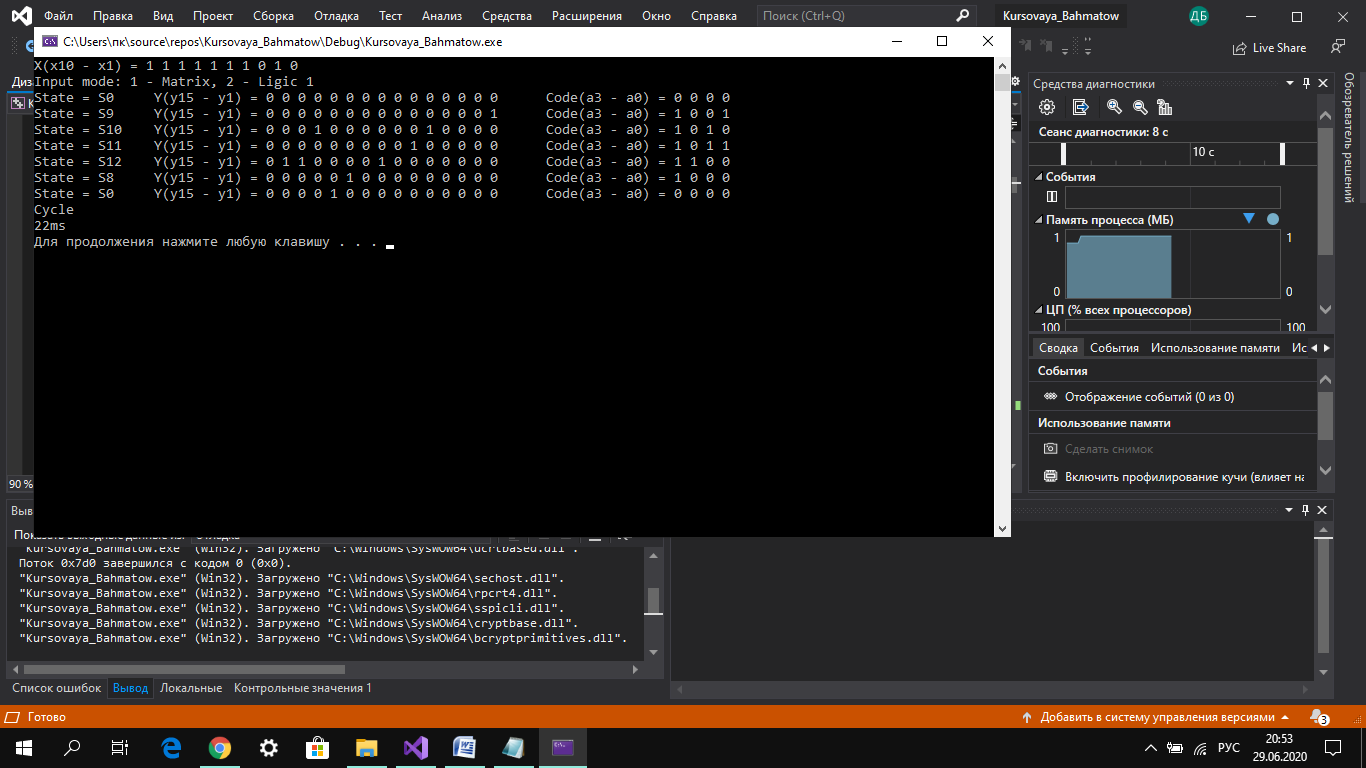 Файл Правка Вид Проект Сборка Отладка Тест Анализ Средства Расширения Окно Справка Поиск (Ctrl+Q) Kursovaya_Bahmatow ДБ
C:\Users\пк\source\repos\Kursovaya_Bahmatow\Debug\Kursovaya_Bahmatow.exe
Live Share
X(x10 - x1) = 1 1 1 1 1 1 1 0 1 0
Input mode: 1 - Matrix, 2 - Ligic 1
State = S0 Y(y15 - y1) = 0 0 0 0 0 0 0 0 0 0 0 0 0 0 0 Code(a3 - a0) = 0 0 0 0
State = S9 Y(y15 - y1) = 0 0 0 0 0 0 0 0 0 0 0 0 0 0 1 Code(a3 - a0) = 1 0 0 1
State = S10 Y(y15 - y1) = 0 0 0 1 0 0 0 0 0 0 1 0 0 0 0 Code(a3 - a0) = 1 0 1 0
State = S11 Y(y15 - y1) = 0 0 0 0 0 0 0 0 0 1 0 0 0 0 0 Code(a3 - a0) = 1 0 1 1
State = S12 Y(y15 - y1) = 0 1 1 0 0 0 0 1 0 0 0 0 0 0 0 Code(a3 - a0) = 1 1 0 0
State = S8 Y(y15 - y1) = 0 0 0 0 0 1 0 0 0 0 0 0 0 0 0 Code(a3 - a0) = 1 0 0 0
State = S0 Y(y15 - y1) = 0 0 0 0 1 0 0 0 0 0 0 0 0 0 0 Code(a3 - a0) = 0 0 0 0
Cycle
22ms
Для продолжения нажмите любую клавишу . . .
Средства диагностики
Сеанс диагностики: 8 с
10 с
События
Память процесса (МБ)
1 1
0 0
ЦП (% всех процессоров)
100 100
Сводка События Использование памяти Ис
События
Отображение событий (0 из 0)
Использование памяти
Сделать снимок
Включить профилирование кучи (влияет на
Обозреватель решений
90 %
"Kursovaya_Bahmatow.exe" (Win32). Загружено "C:\Windows\SysWOW64\ucrtbased.dll".
Поток 0x7d0 завершился с кодом 0 (0x0).
"Kursovaya_Bahmatow.exe" (Win32). Загружено "C:\Windows\SysWOW64\sechost.dll".
"Kursovaya_Bahmatow.exe" (Win32). Загружено "C:\Windows\SysWOW64\rpcrt4.dll".
"Kursovaya_Bahmatow.exe" (Win32). Загружено "C:\Windows\SysWOW64\sspicli.dll".
"Kursovaya_Bahmatow.exe" (Win32). Загружено "C:\Windows\SysWOW64\cryptbase.dll".
"Kursovaya_Bahmatow.exe" (Win32). Загружено "C:\Windows\SysWOW64\bcryptprimitives.dll".
Список ошибок Вывод Локальные Контрольные значения 1
Готово Добавить в систему управления версиями 3
РУС 20:53
29.06.2020